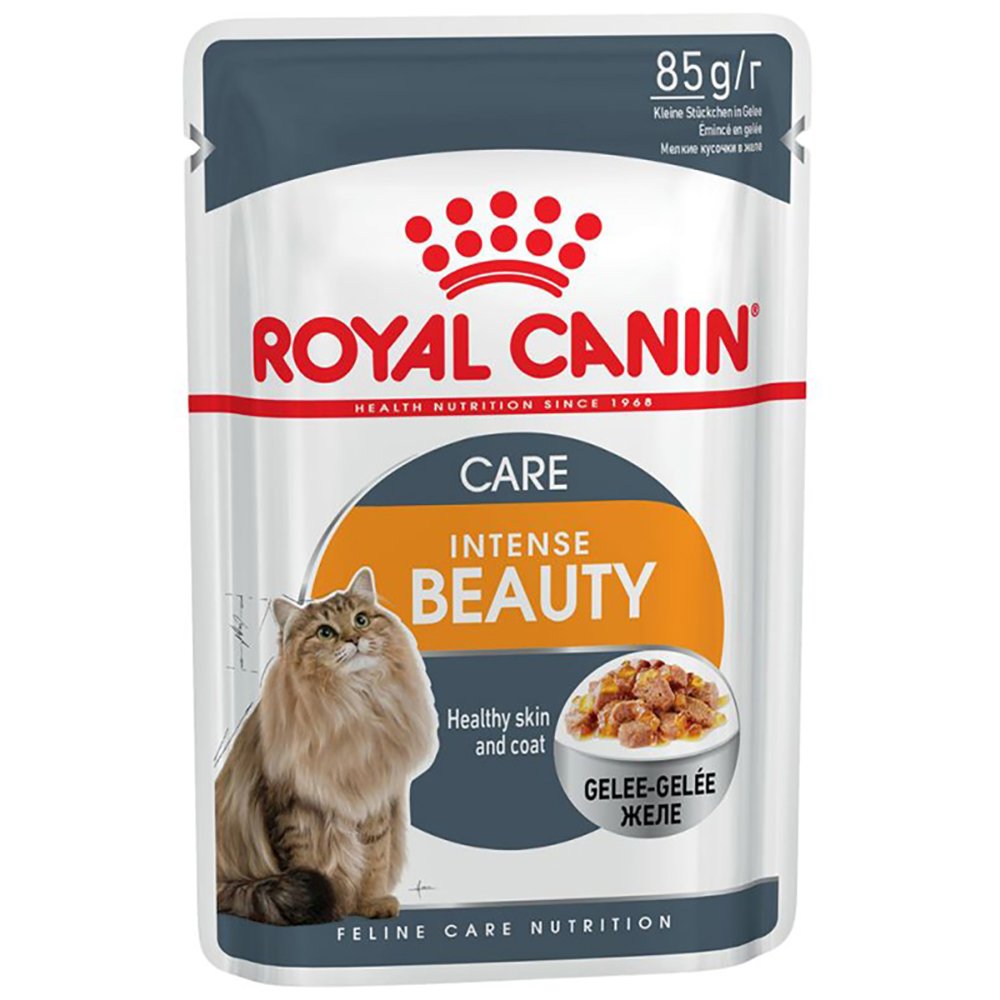 85 g/г
Kleine Stückchen in Gelee
Émincé en gelée
Мелкие кусочки в желе
ROYAL CANIN®
HEALTH NUTRITION SINCE 1968
CARE
INTENSE
BEAUTY
Healthy skin
and coat
GELEE-GELÉE
ЖЕЛЕ
FELINE CARE NUTRITION